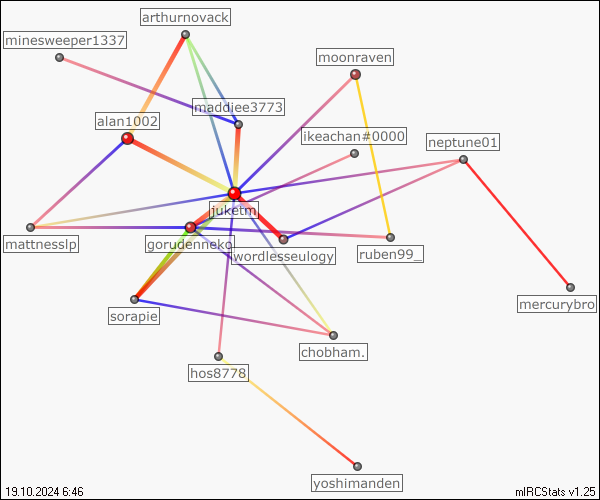 arthurnovack
minesweeper1337
moonraven
maddiee3773
alan1002
ikeachan#0000
neptune01
juketm
mattnesslp
gorudenneko
wordlesseulogy
ruben99_
mercurybro
sorapie
chobham.
hos8778
yoshimanden
19.10.2024 6:46
mIRCStats v1.25